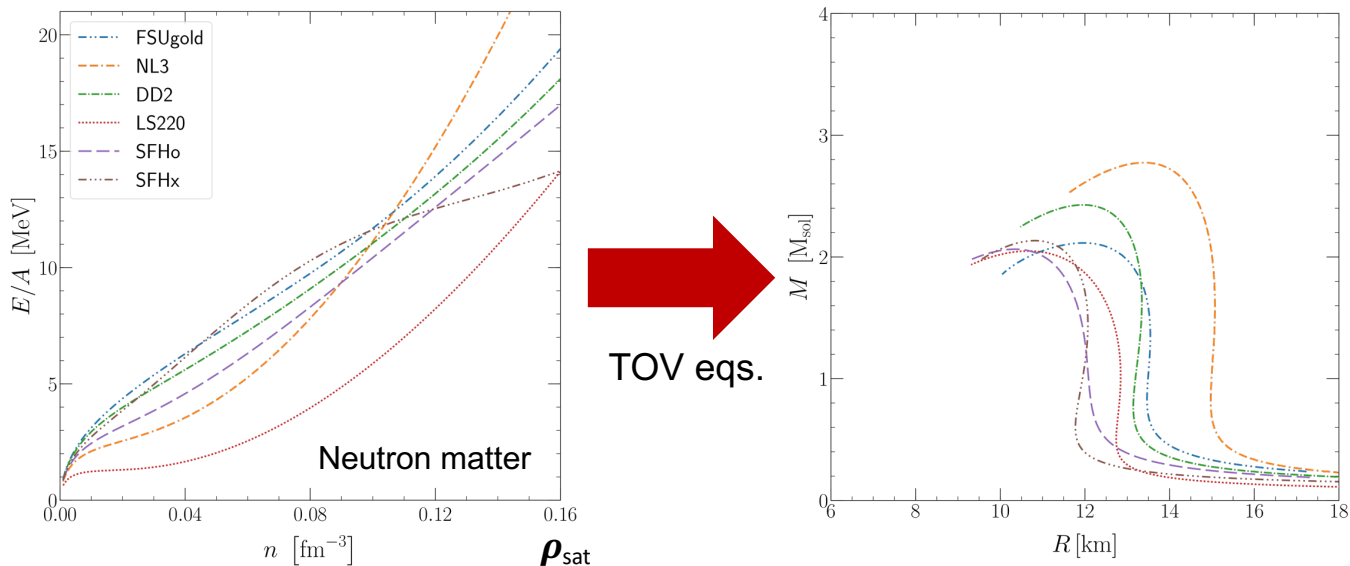 FSUgold
NL3
DD2
LS220
SFHo
SFHx
E/A [MeV]
20
15
10
5
0
0.00 0.04 0.08 0.12 0.16
n [fm⁻³]
ρsat
Neutron matter
TOV eqs.
M [Msol]
4
3
2
1
0
6 8 10 12 14 16 18
R [km]